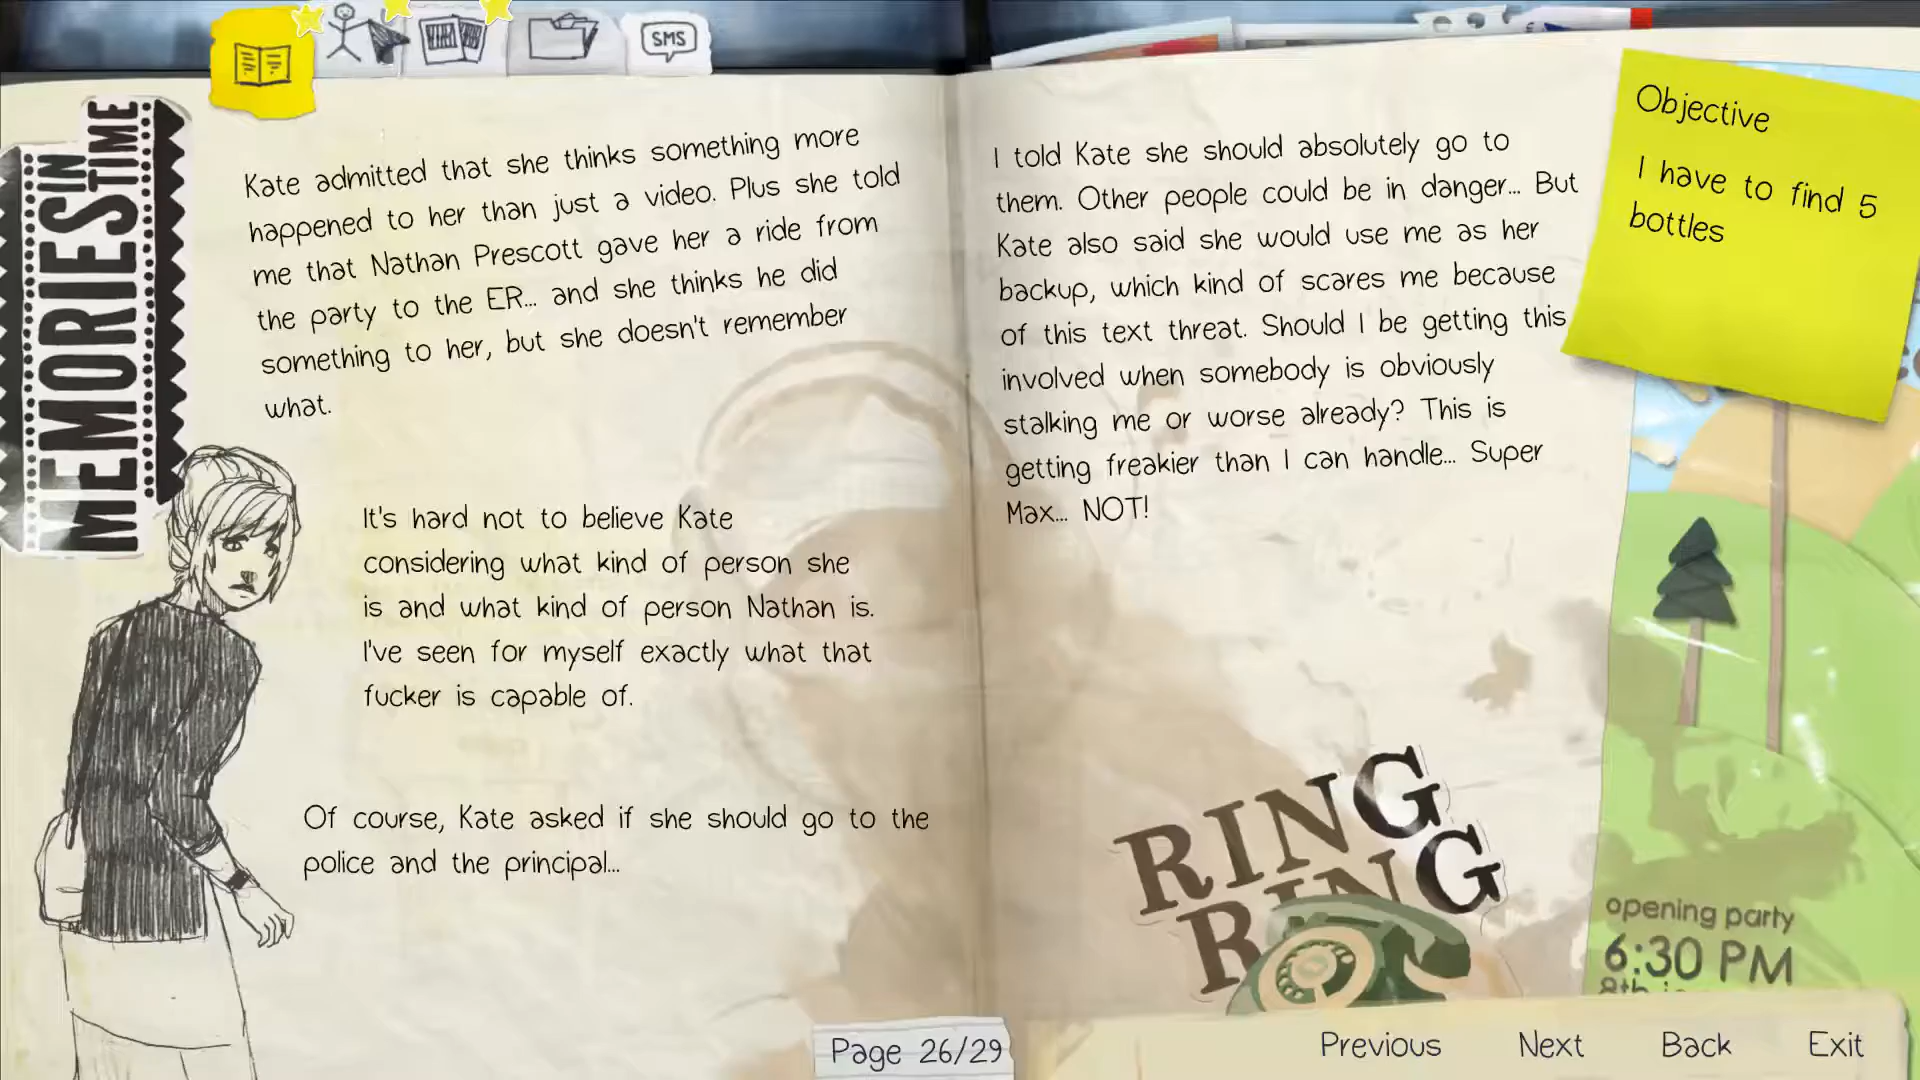 SMS
MEMORIES
IN
TIME
Kate admitted that she thinks something more
happened to her than just a video. Plus she told
me that Nathan Prescott gave her a ride from
the party to the ER... and she thinks he did
something to her, but she doesn't remember
what.
It's hard not to believe Kate
considering what kind of person she
is and what kind of person Nathan is.
I've seen for myself exactly what that
fucker is capable of.
Of course, Kate asked if she should go to the
police and the principal...
I told Kate she should absolutely go to
them. Other people could be in danger... But
Kate also said she would use me as her
backup, which kind of scares me because
of this text threat. Should I be getting this
involved when somebody is obviously
stalking me or worse already? This is
getting freakier than I can handle... Super
Max... NOT!
RING
RING
Objective
I have to find 5
bottles
opening party
6:30 PM
8th
Page 26/29
Previous
Next
Back
Exit